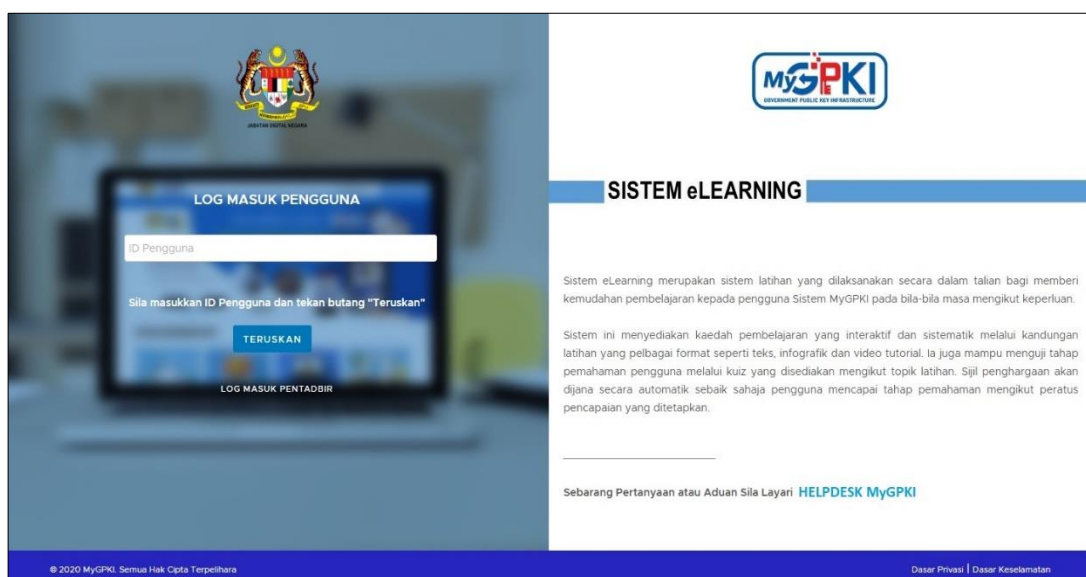 JABATAN DIGITAL NEGARA
LOG MASUK PENGGUNA
ID Pengguna
Sila masukkan ID Pengguna dan tekan butang "Teruskan"
TERUSKAN
LOG MASUK PENTADBIR
MyGPKI
GOVERNMENT PUBLIC KEY INFRASTRUCTURE
SISTEM eLEARNING
Sistem eLearning merupakan sistem latihan yang dilaksanakan secara dalam talian bagi memberi
kemudahan pembelajaran kepada pengguna Sistem MyGPKI pada bila-bila masa mengikut keperluan.
Sistem ini menyediakan kaedah pembelajaran yang interaktif dan sistematik melalui kandungan
latihan yang pelbagai format seperti teks, infografik dan video tutorial. Ia juga mampu menguji tahap
pemahaman pengguna melalui kuiz yang disediakan mengikut topik latihan. Sijil penghargaan akan
dijana secara automatik sebaik sahaja pengguna mencapai tahap pemahaman mengikut peratus
pencapaian yang ditetapkan.
Sebarang Pertanyaan atau Aduan Sila Layari HELPDESK MyGPKI
© 2020 MyGPKI. Semua Hak Cipta Terpelihara
Dasar Privasi | Dasar Keselamatan